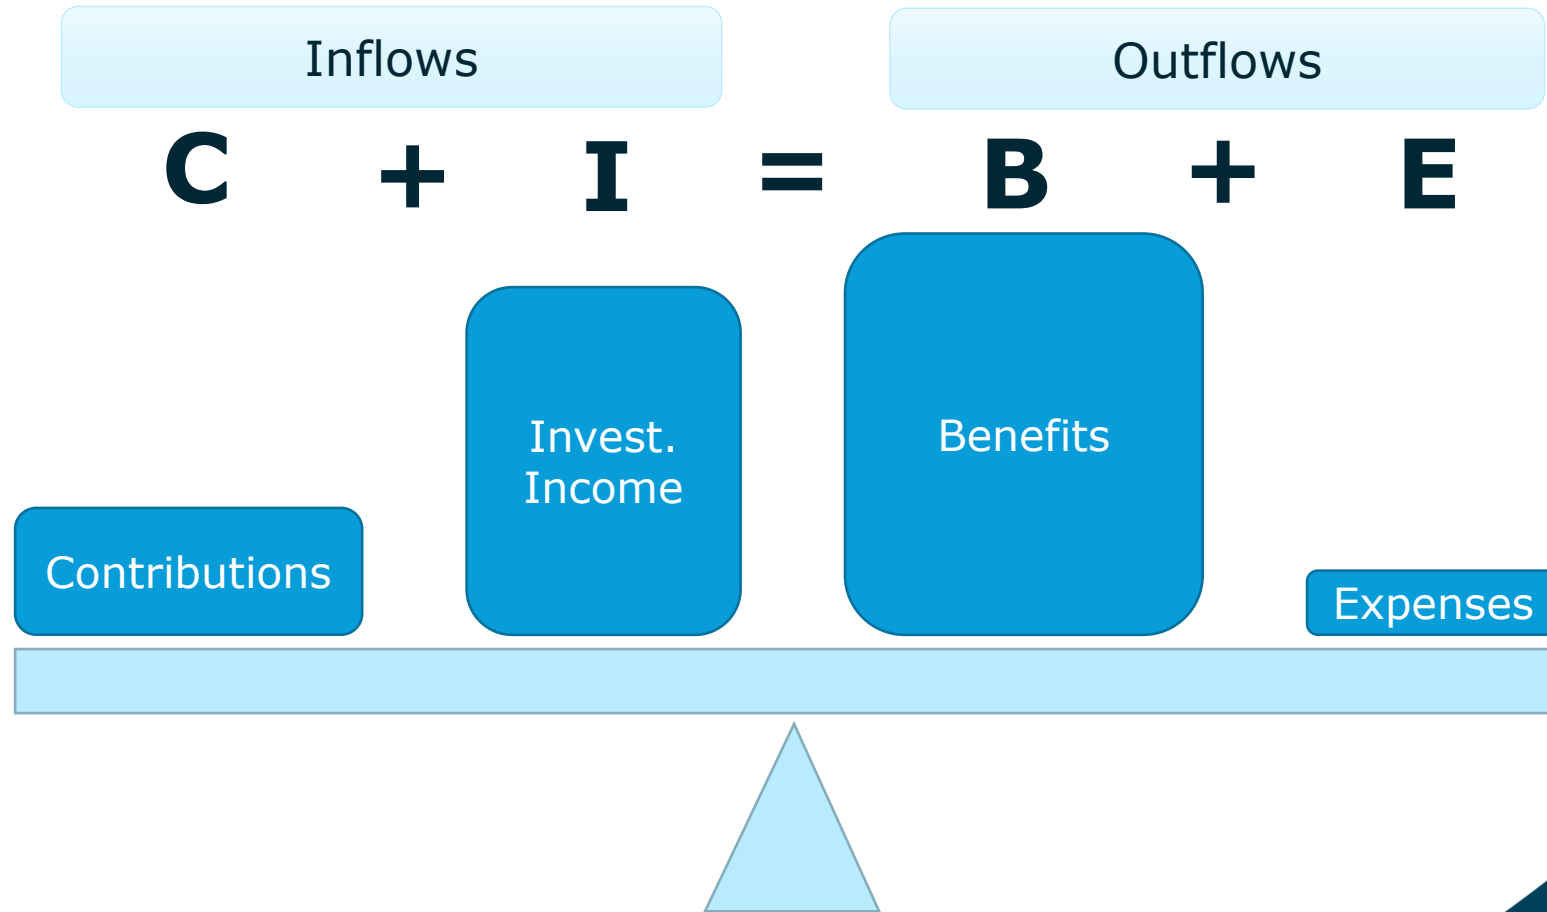 Inflows
Outflows
C + I = B + E
Invest.
Income
Benefits
Contributions
Expenses